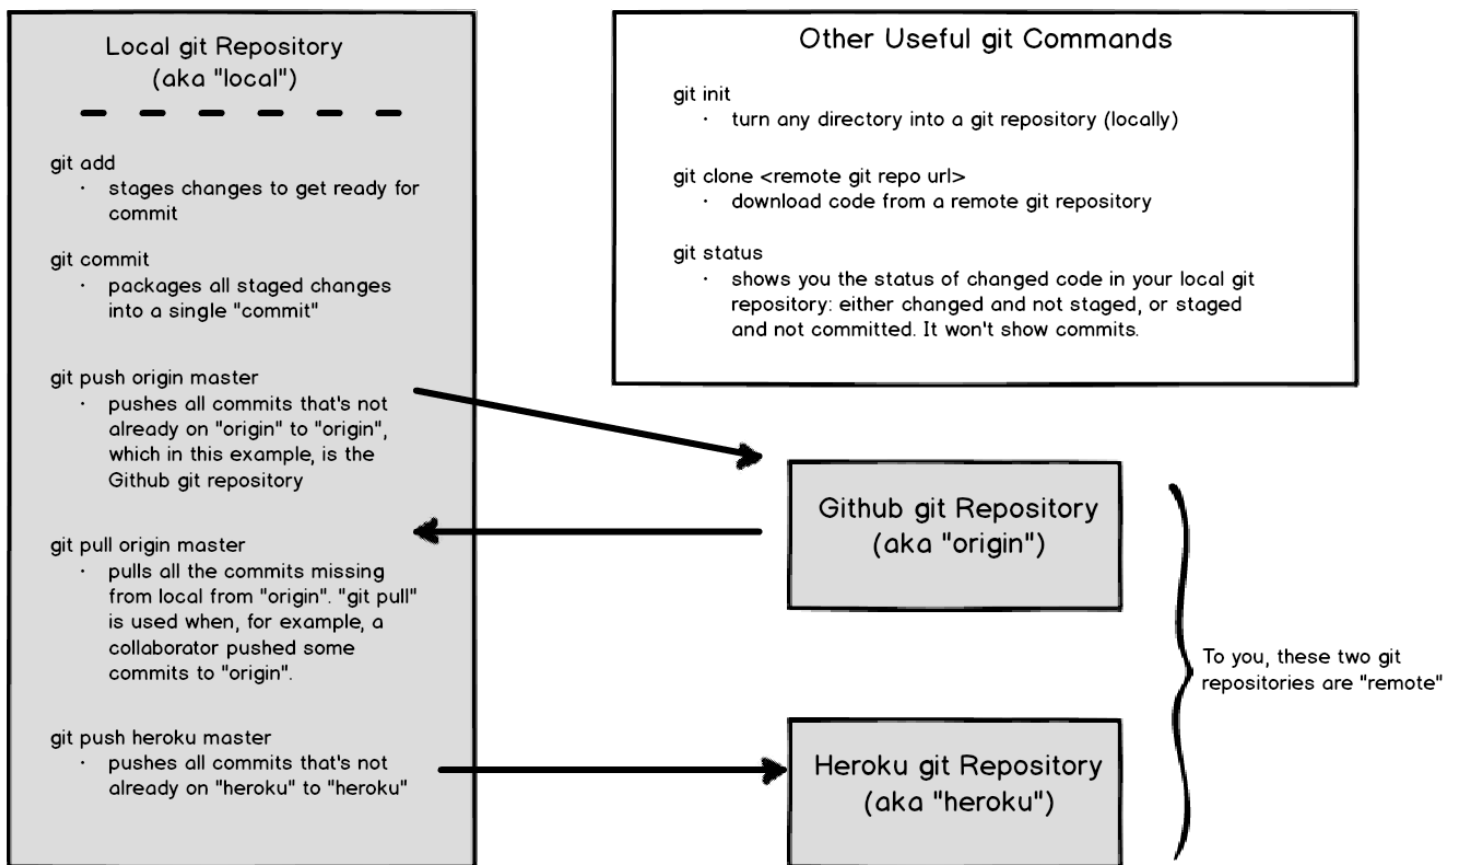 Local git Repository
(aka "local")
git add
· stages changes to get ready for
commit
git commit
· packages all staged changes
into a single "commit"
git push origin master
· pushes all commits that's not
already on "origin" to "origin",
which in this example, is the
Github git repository
git pull origin master
· pulls all the commits missing
from local from "origin". "git pull"
is used when, for example, a
collaborator pushed some
commits to "origin".
git push heroku master
· pushes all commits that's not
already on "heroku" to "heroku"
Other Useful git Commands
git init
· turn any directory into a git repository (locally)
git clone <remote git repo url>
· download code from a remote git repository
git status
· shows you the status of changed code in your local git
repository: either changed and not staged, or staged
and not committed. It won't show commits.
Github git Repository
(aka "origin")
Heroku git Repository
(aka "heroku")
To you, these two git
repositories are "remote"